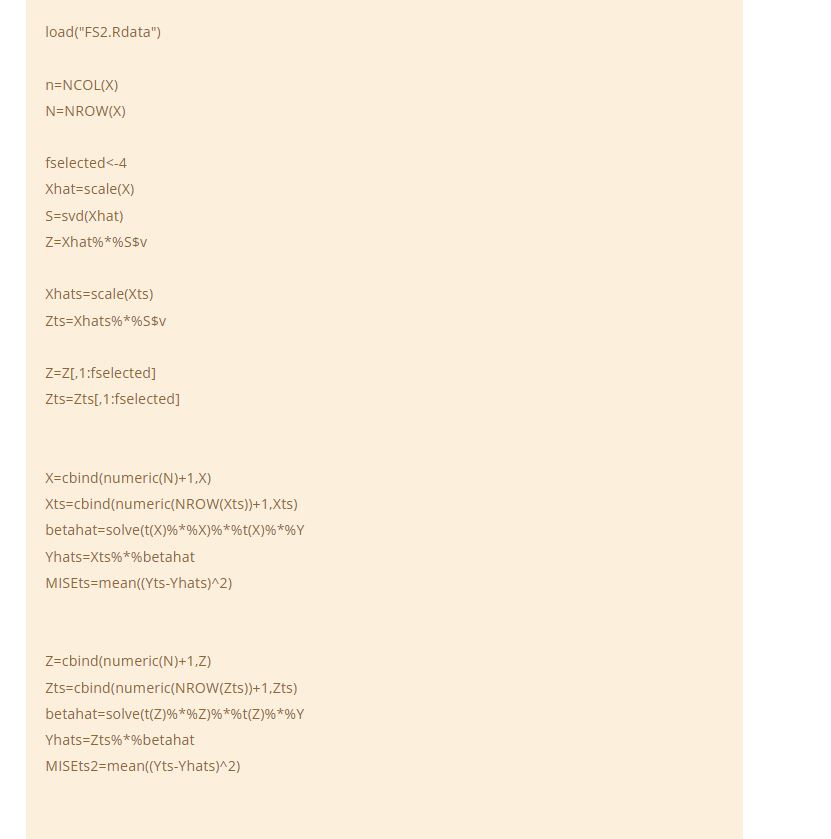 load("FS2.Rdata")
n=NCOL(X)
N=NROW(X)
fselected<-4
Xhat=scale(X)
S=svd(Xhat)
Z=Xhat%*%S$v
Xhats=scale(Xts)
Zts=Xhats%*%S$v
Z=Z[,1:fselected]
Zts=Zts[,1:fselected]
X=cbind(numeric(N)+1,X)
Xts=cbind(numeric(NROW(Xts))+1,Xts)
betahat=solve(t(X)%*%X)%*%t(X)%*%Y
Yhats=Xts%*%betahat
MISEts=mean((Yts-Yhats)^2)
Z=cbind(numeric(N)+1,Z)
Zts=cbind(numeric(NROW(Zts))+1,Zts)
betahat=solve(t(Z)%*%Z)%*%t(Z)%*%Y
Yhats=Zts%*%betahat
MISEts2=mean((Yts-Yhats)^2)